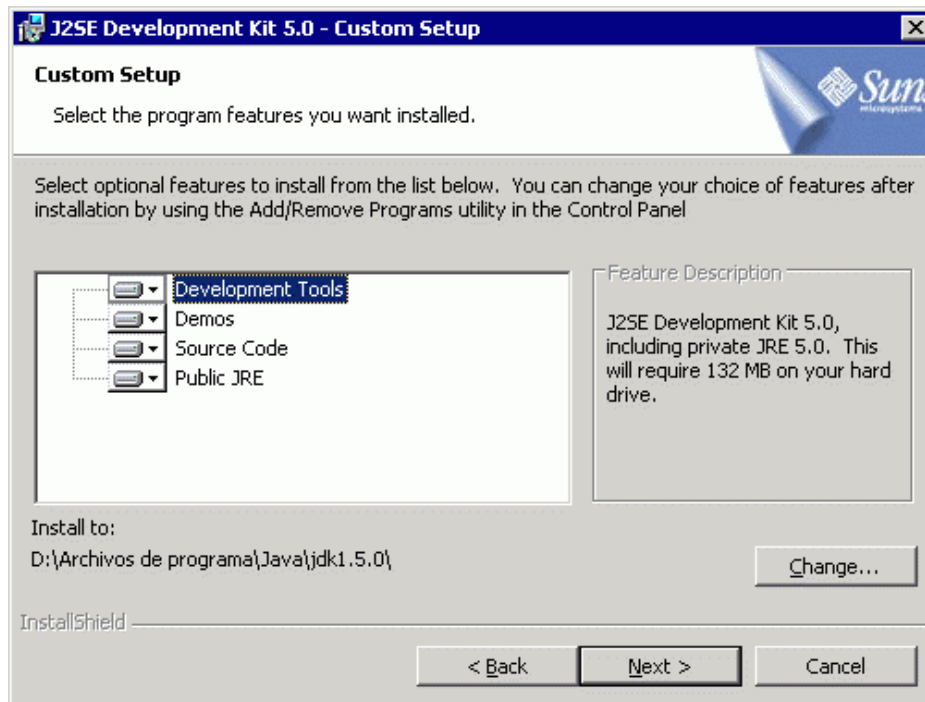 J2SE Development Kit 5.0 - Custom Setup
Custom Setup
Select the program features you want installed.
Sun
microsystems
Select optional features to install from the list below. You can change your choice of features after
installation by using the Add/Remove Programs utility in the Control Panel
Development Tools
Demos
Source Code
Public JRE
Feature Description
J2SE Development Kit 5.0,
including private JRE 5.0. This
will require 132 MB on your hard
drive.
Install to:
D:\Archivos de programa\Java\jdk1.5.0\
Change...
InstallShield
< Back
Next >
Cancel